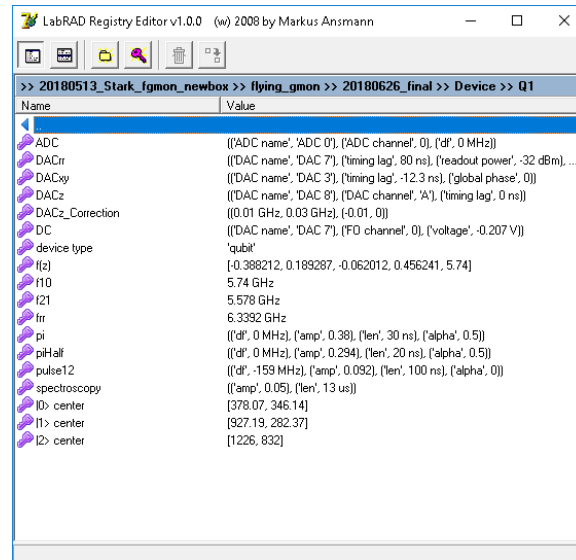 LabRAD Registry Editor v1.0.0 (w) 2008 by Markus Ansmann
>> 20180513_Stark_fgmon_newbox >> flying_gmon >> 20180626_final >> Device >> Q1
Name Value
..
ADC (('ADC name', 'ADC 0'), ('ADC channel', 0), ('df', 0 MHz))
DACrr (('DAC name', 'DAC 7'), ('timing lag', 80 ns), ('readout power', -32 dBm), ...
DACxy (('DAC name', 'DAC 3'), ('timing lag', -12.3 ns), ('global phase', 0))
DACz (('DAC name', 'DAC 8'), ('DAC channel', 'A'), ('timing lag', 0 ns))
DACz_Correction ((0.01 GHz, 0.03 GHz), (-0.01, 0))
DC (('DAC name', 'DAC 7'), ('FO channel', 0), ('voltage', -0.207 V))
device type 'qubit'
f(z) [-0.388212, 0.189287, -0.062012, 0.456241, 5.74]
f10 5.74 GHz
f21 5.578 GHz
frr 6.3392 GHz
pi (('df', 0 MHz), ('amp', 0.38), ('len', 30 ns), ('alpha', 0.5))
piHalf (('df', 0 MHz), ('amp', 0.294), ('len', 20 ns), ('alpha', 0.5))
pulse12 (('df', -159 MHz), ('amp', 0.092), ('len', 100 ns), ('alpha', 0))
spectroscopy (('amp', 0.05), ('len', 13 us))
|0> center [378.07, 346.14]
|1> center [927.19, 282.37]
|2> center [1226, 832]